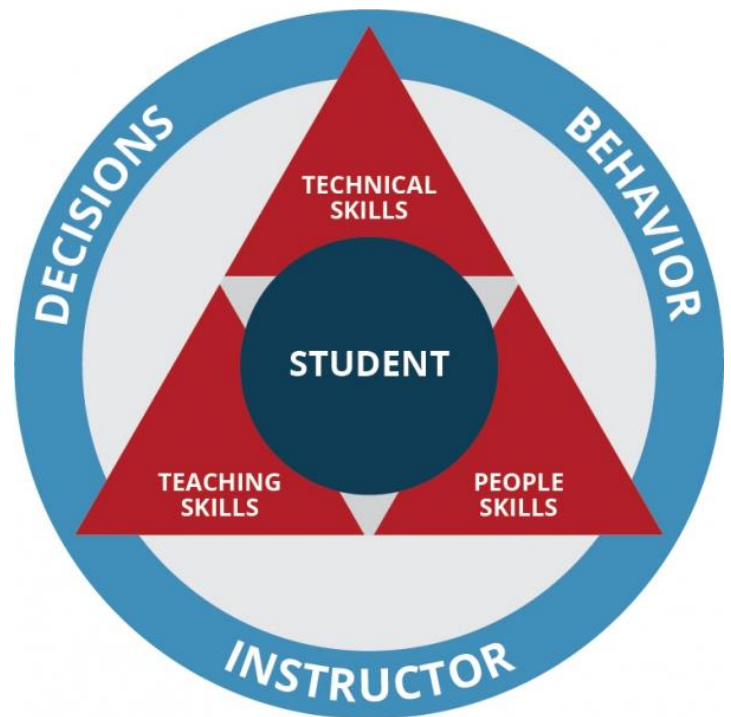 DECISIONS
BEHAVIOR
TECHNICAL
SKILLS
STUDENT
TEACHING
SKILLS
PEOPLE
SKILLS
INSTRUCTOR